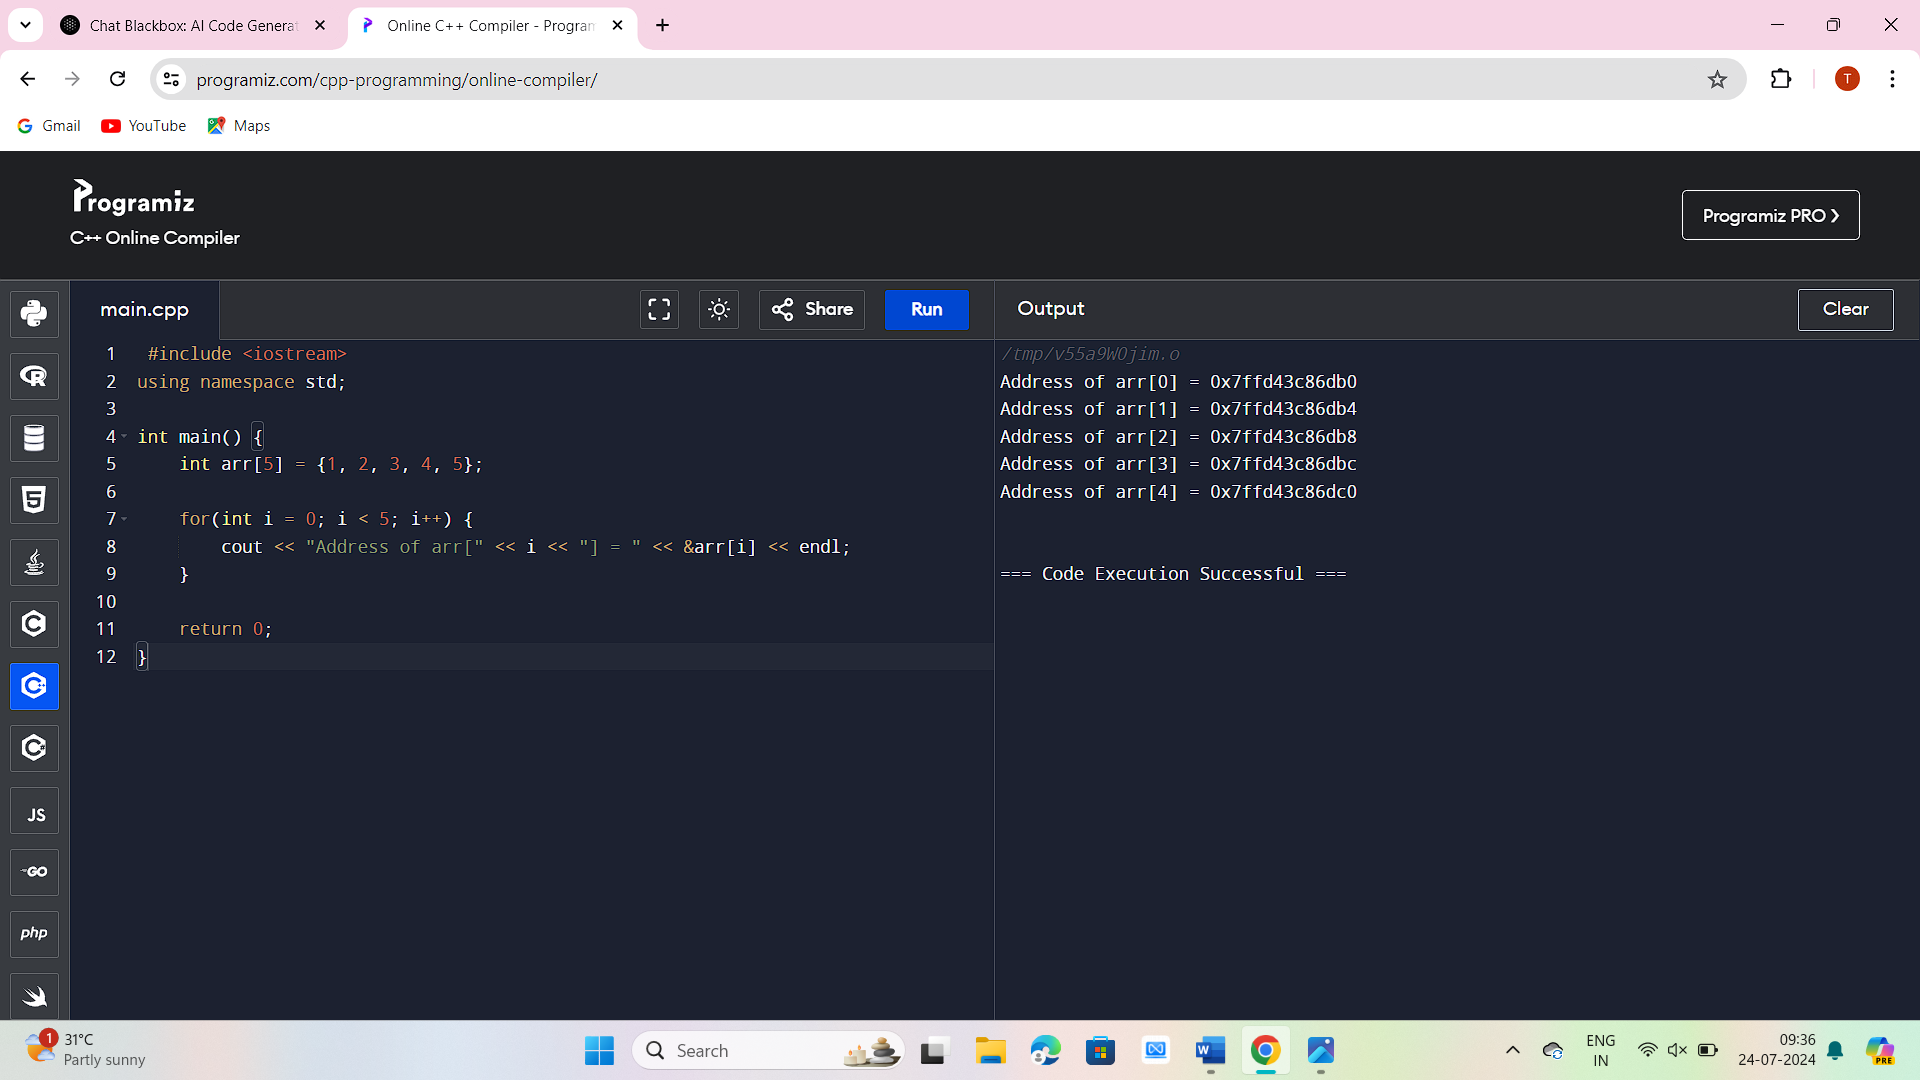 Chat Blackbox: AI Code Generat
Online C++ Compiler - Program
programiz.com/cpp-programming/online-compiler/
T
Gmail
YouTube
Maps
Programiz
C++ Online Compiler
Programiz PRO ❯
main.cpp
Share
Run
Output
Clear
1 #include <iostream>
2 using namespace std;
3
4 int main() {
5 int arr[5] = {1, 2, 3, 4, 5};
6
7 for(int i = 0; i < 5; i++) {
8 cout << "Address of arr[" << i << "] = " << &arr[i] << endl;
9 }
10
11 return 0;
12 }
/tmp/v55a9WOjim.o
Address of arr[0] = 0x7ffd43c86db0
Address of arr[1] = 0x7ffd43c86db4
Address of arr[2] = 0x7ffd43c86db8
Address of arr[3] = 0x7ffd43c86dbc
Address of arr[4] = 0x7ffd43c86dc0
=== Code Execution Successful ===
R
5
C
C++
C#
JS
GO
php
1
31°C
Partly sunny
Search
W
ENG
IN
09:36
24-07-2024
PRE